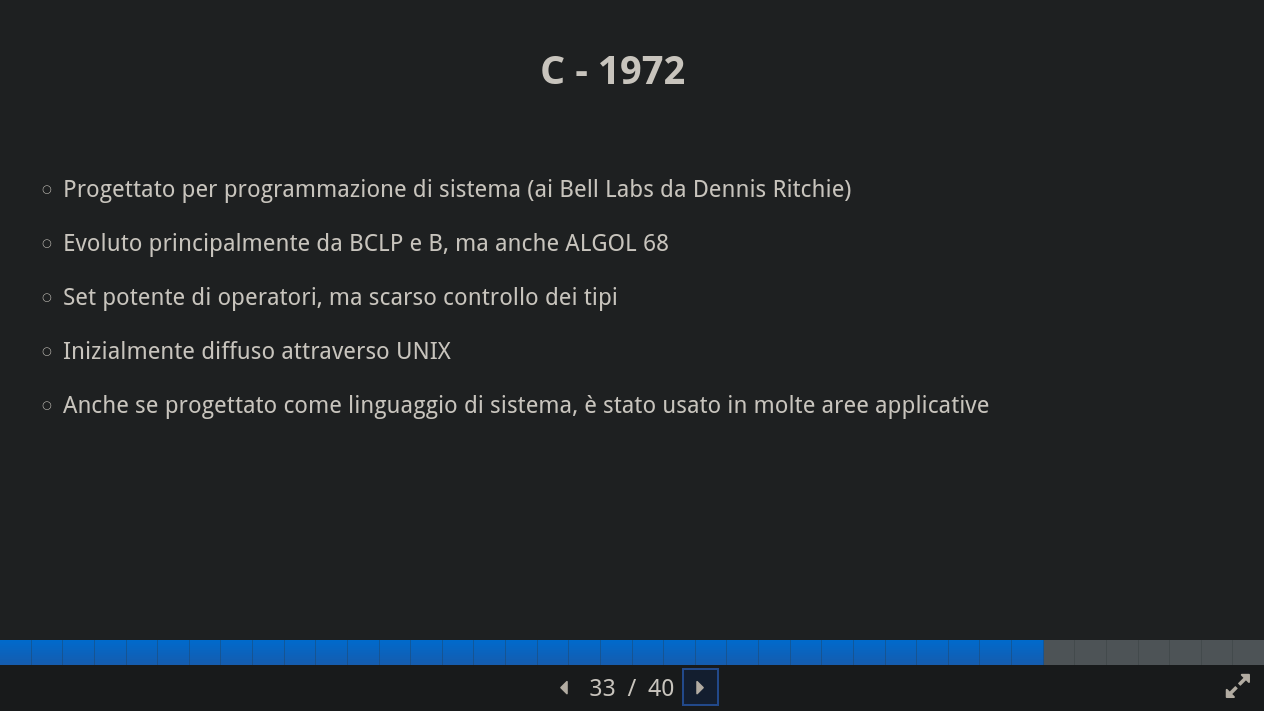 C - 1972
Progettato per programmazione di sistema (ai Bell Labs da Dennis Ritchie)
Evoluto principalmente da BCLP e B, ma anche ALGOL 68
Set potente di operatori, ma scarso controllo dei tipi
Inizialmente diffuso attraverso UNIX
Anche se progettato come linguaggio di sistema, è stato usato in molte aree applicative
33 / 40